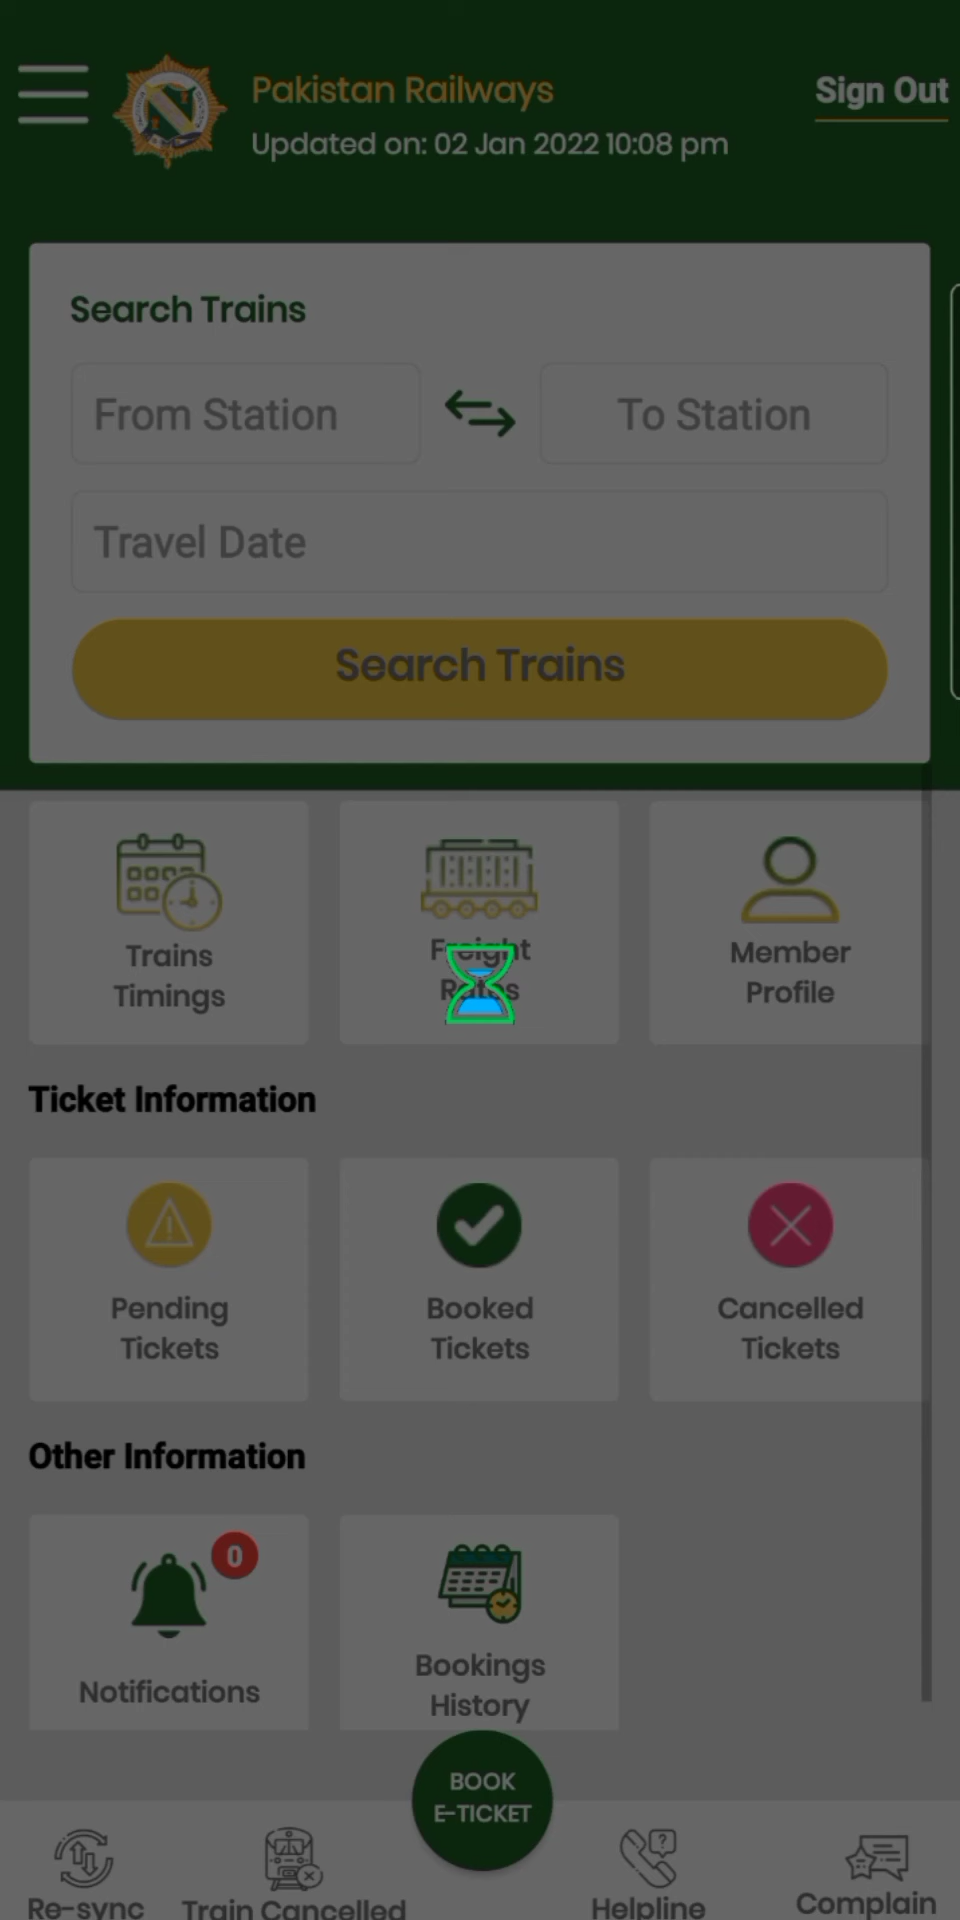 Pakistan Railways
Sign Out
Updated on: 02 Jan 2022 10:08 pm
Search Trains
From Station
To Station
Travel Date
Search Trains
Trains
Timings
Freight
Rates
Member
Profile
Ticket Information
Pending
Tickets
Booked
Tickets
Cancelled
Tickets
Other Information
0
Notifications
Bookings
History
BOOK
E-TICKET
Re-sync
Train Cancelled
Helpline
Complain